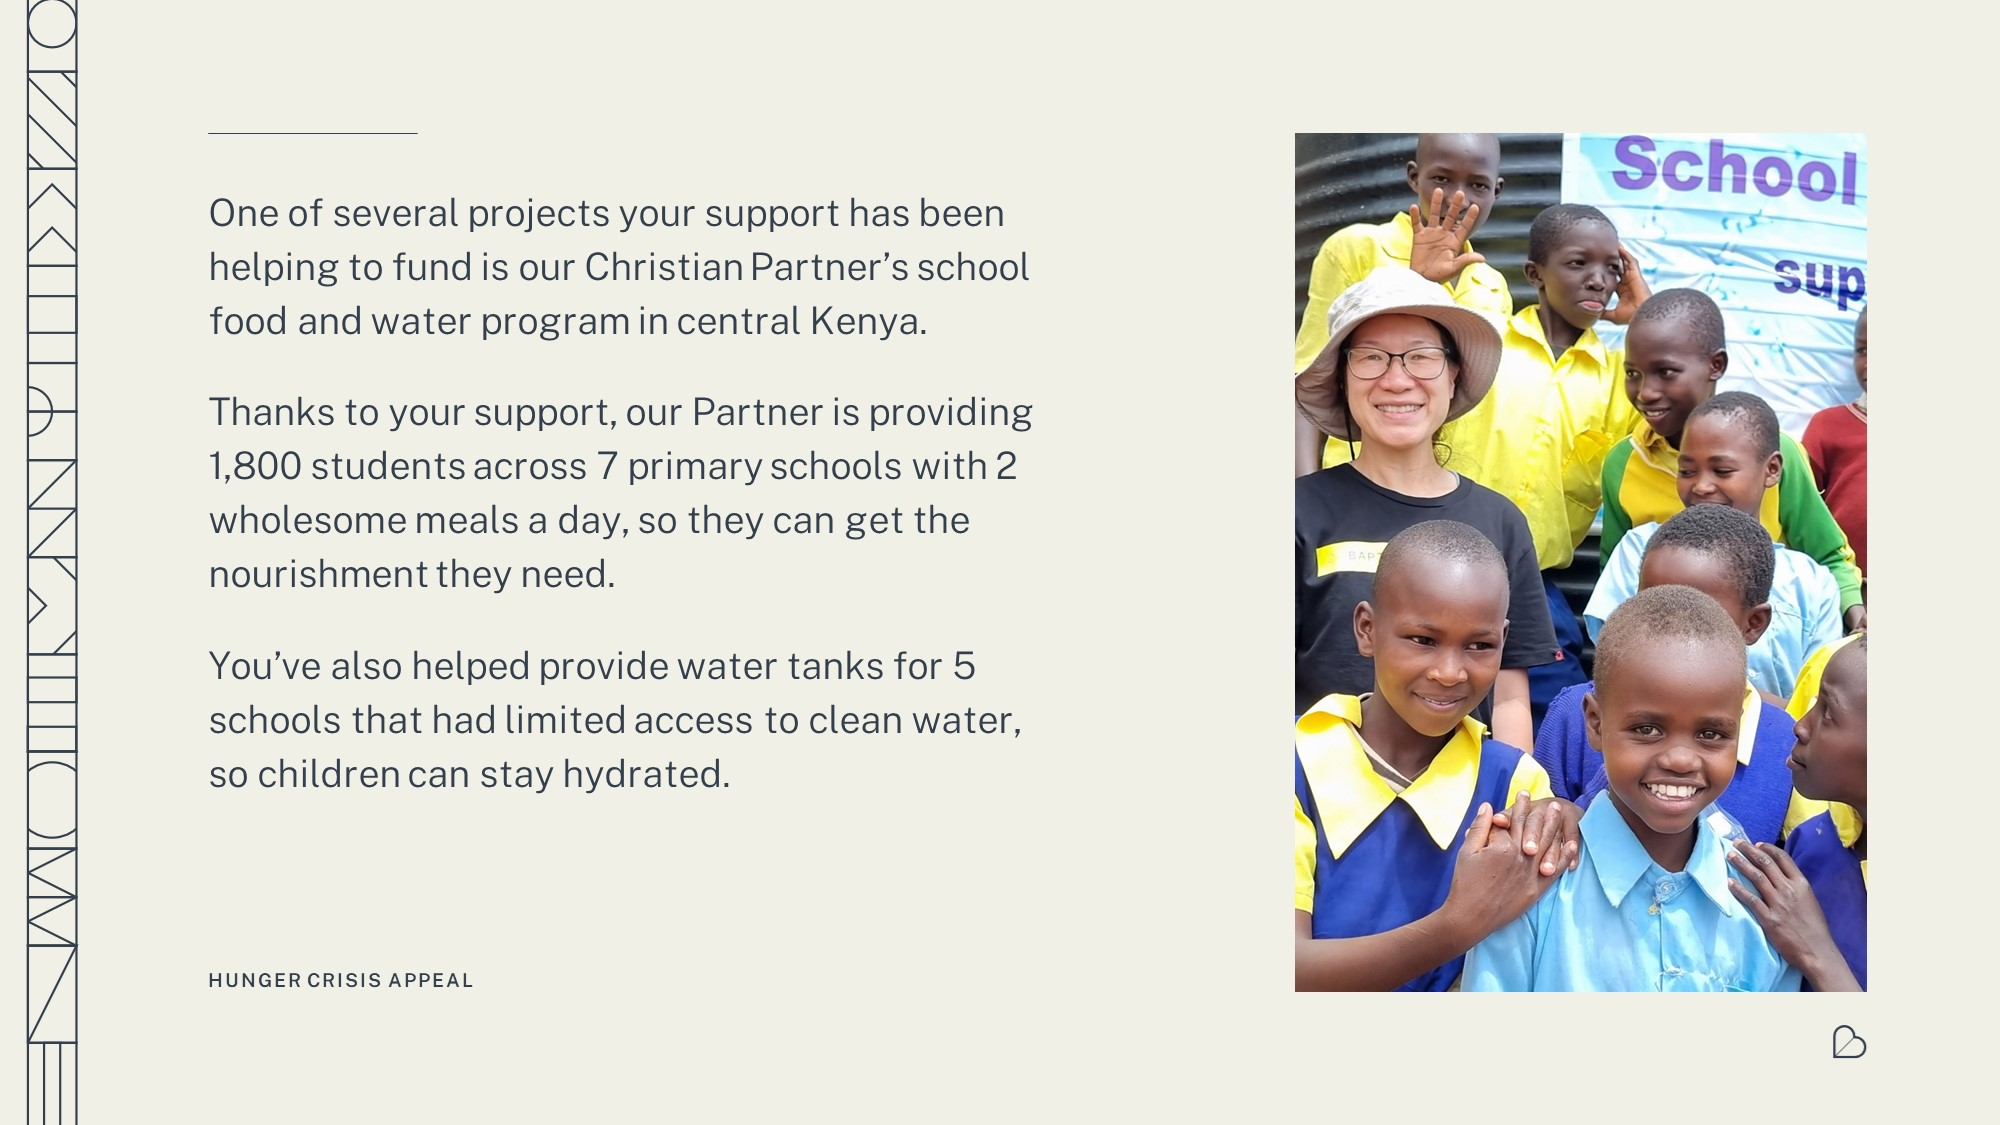 One of several projects your support has been
helping to fund is our Christian Partner’s school
food and water program in central Kenya.
Thanks to your support, our Partner is providing
1,800 students across 7 primary schools with 2
wholesome meals a day, so they can get the
nourishment they need.
You’ve also helped provide water tanks for 5
schools that had limited access to clean water,
so children can stay hydrated.
HUNGER CRISIS APPEAL
School
sup
BAPT